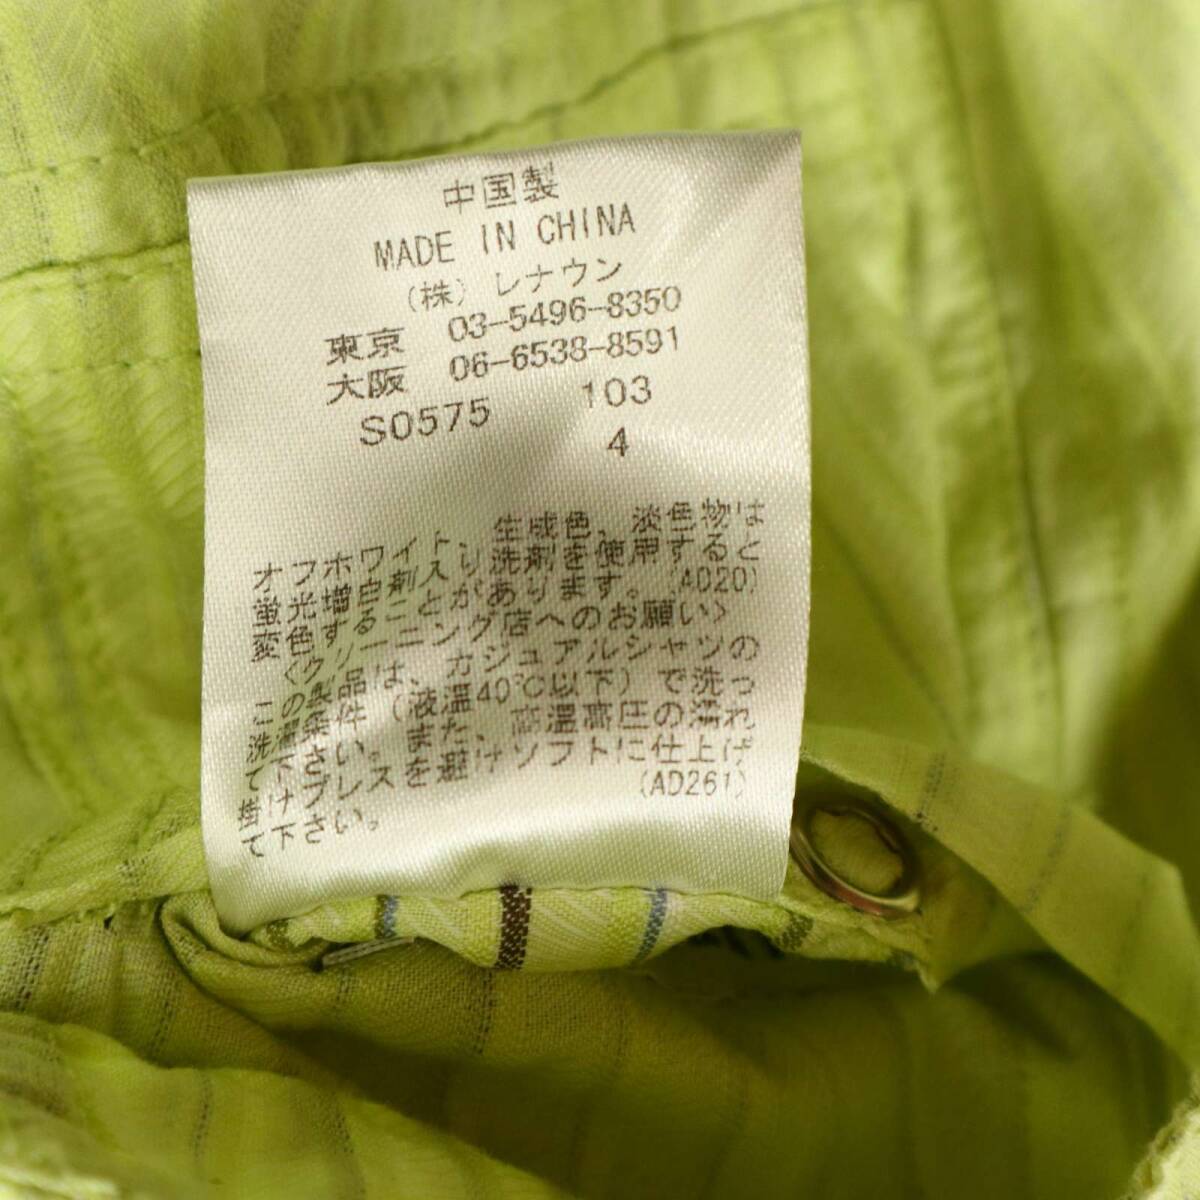 中国製
MADE IN CHINA
(株) レナウン
東京 03-5496-8350
大阪 06-6538-8591
S0575 103
4
オフホワイト、生成色、淡色物は
蛍光増白剤入り洗剤を使用すると
変色することがあります。(AD20)
〈クリーニング店へのお願い〉
この製品は、カジュアルシャツの
洗濯条件(液温40℃以下)で洗っ
て下さい。また、高温高圧の濡れ
掛けプレスを避けソフトに仕上げ
て下さい。 (AD261)